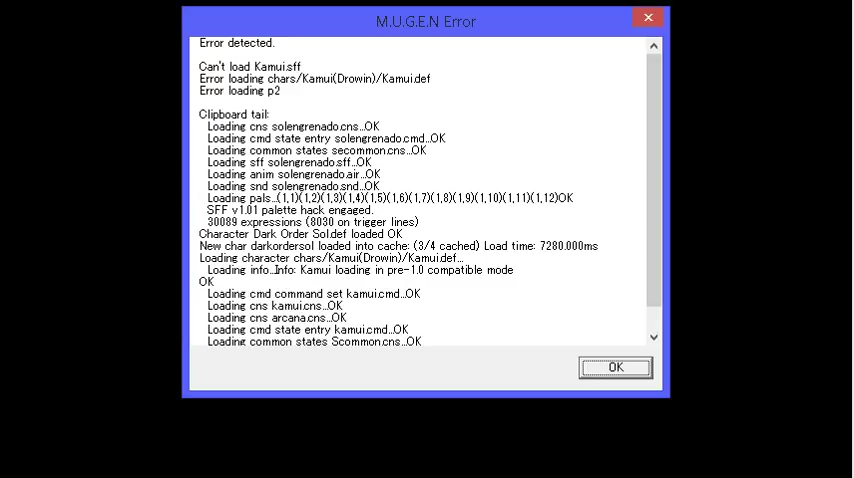 M.U.G.E.N Error
Error detected.
Can't load Kamui.sff
Error loading chars/Kamui(Drowin)/Kamui.def
Error loading p2
Clipboard tail:
Loading cns solengrenado.cns...OK
Loading cmd state entry solengrenado.cmd...OK
Loading common states secommon.cns...OK
Loading sff solengrenado.sff...OK
Loading anim solengrenado.air...OK
Loading snd solengrenado.snd...OK
Loading pals...(1,1)(1,2)(1,3)(1,4)(1,5)(1,6)(1,7)(1,8)(1,9)(1,10)(1,11)(1,12)OK
SFF v1.01 palette hack engaged.
30089 expressions (8030 on trigger lines)
Character Dark Order Sol.def loaded OK
New char darkordersol loaded into cache: (3/4 cached) Load time: 7280.000ms
Loading character chars/Kamui(Drowin)/Kamui.def...
Loading info...Info: Kamui loading in pre-1.0 compatible mode
OK
Loading cmd command set kamui.cmd...OK
Loading cns kamui.cns...OK
Loading cns arcana.cns...OK
Loading cmd state entry kamui.cmd...OK
Loading common states Scommon.cns...OK
OK